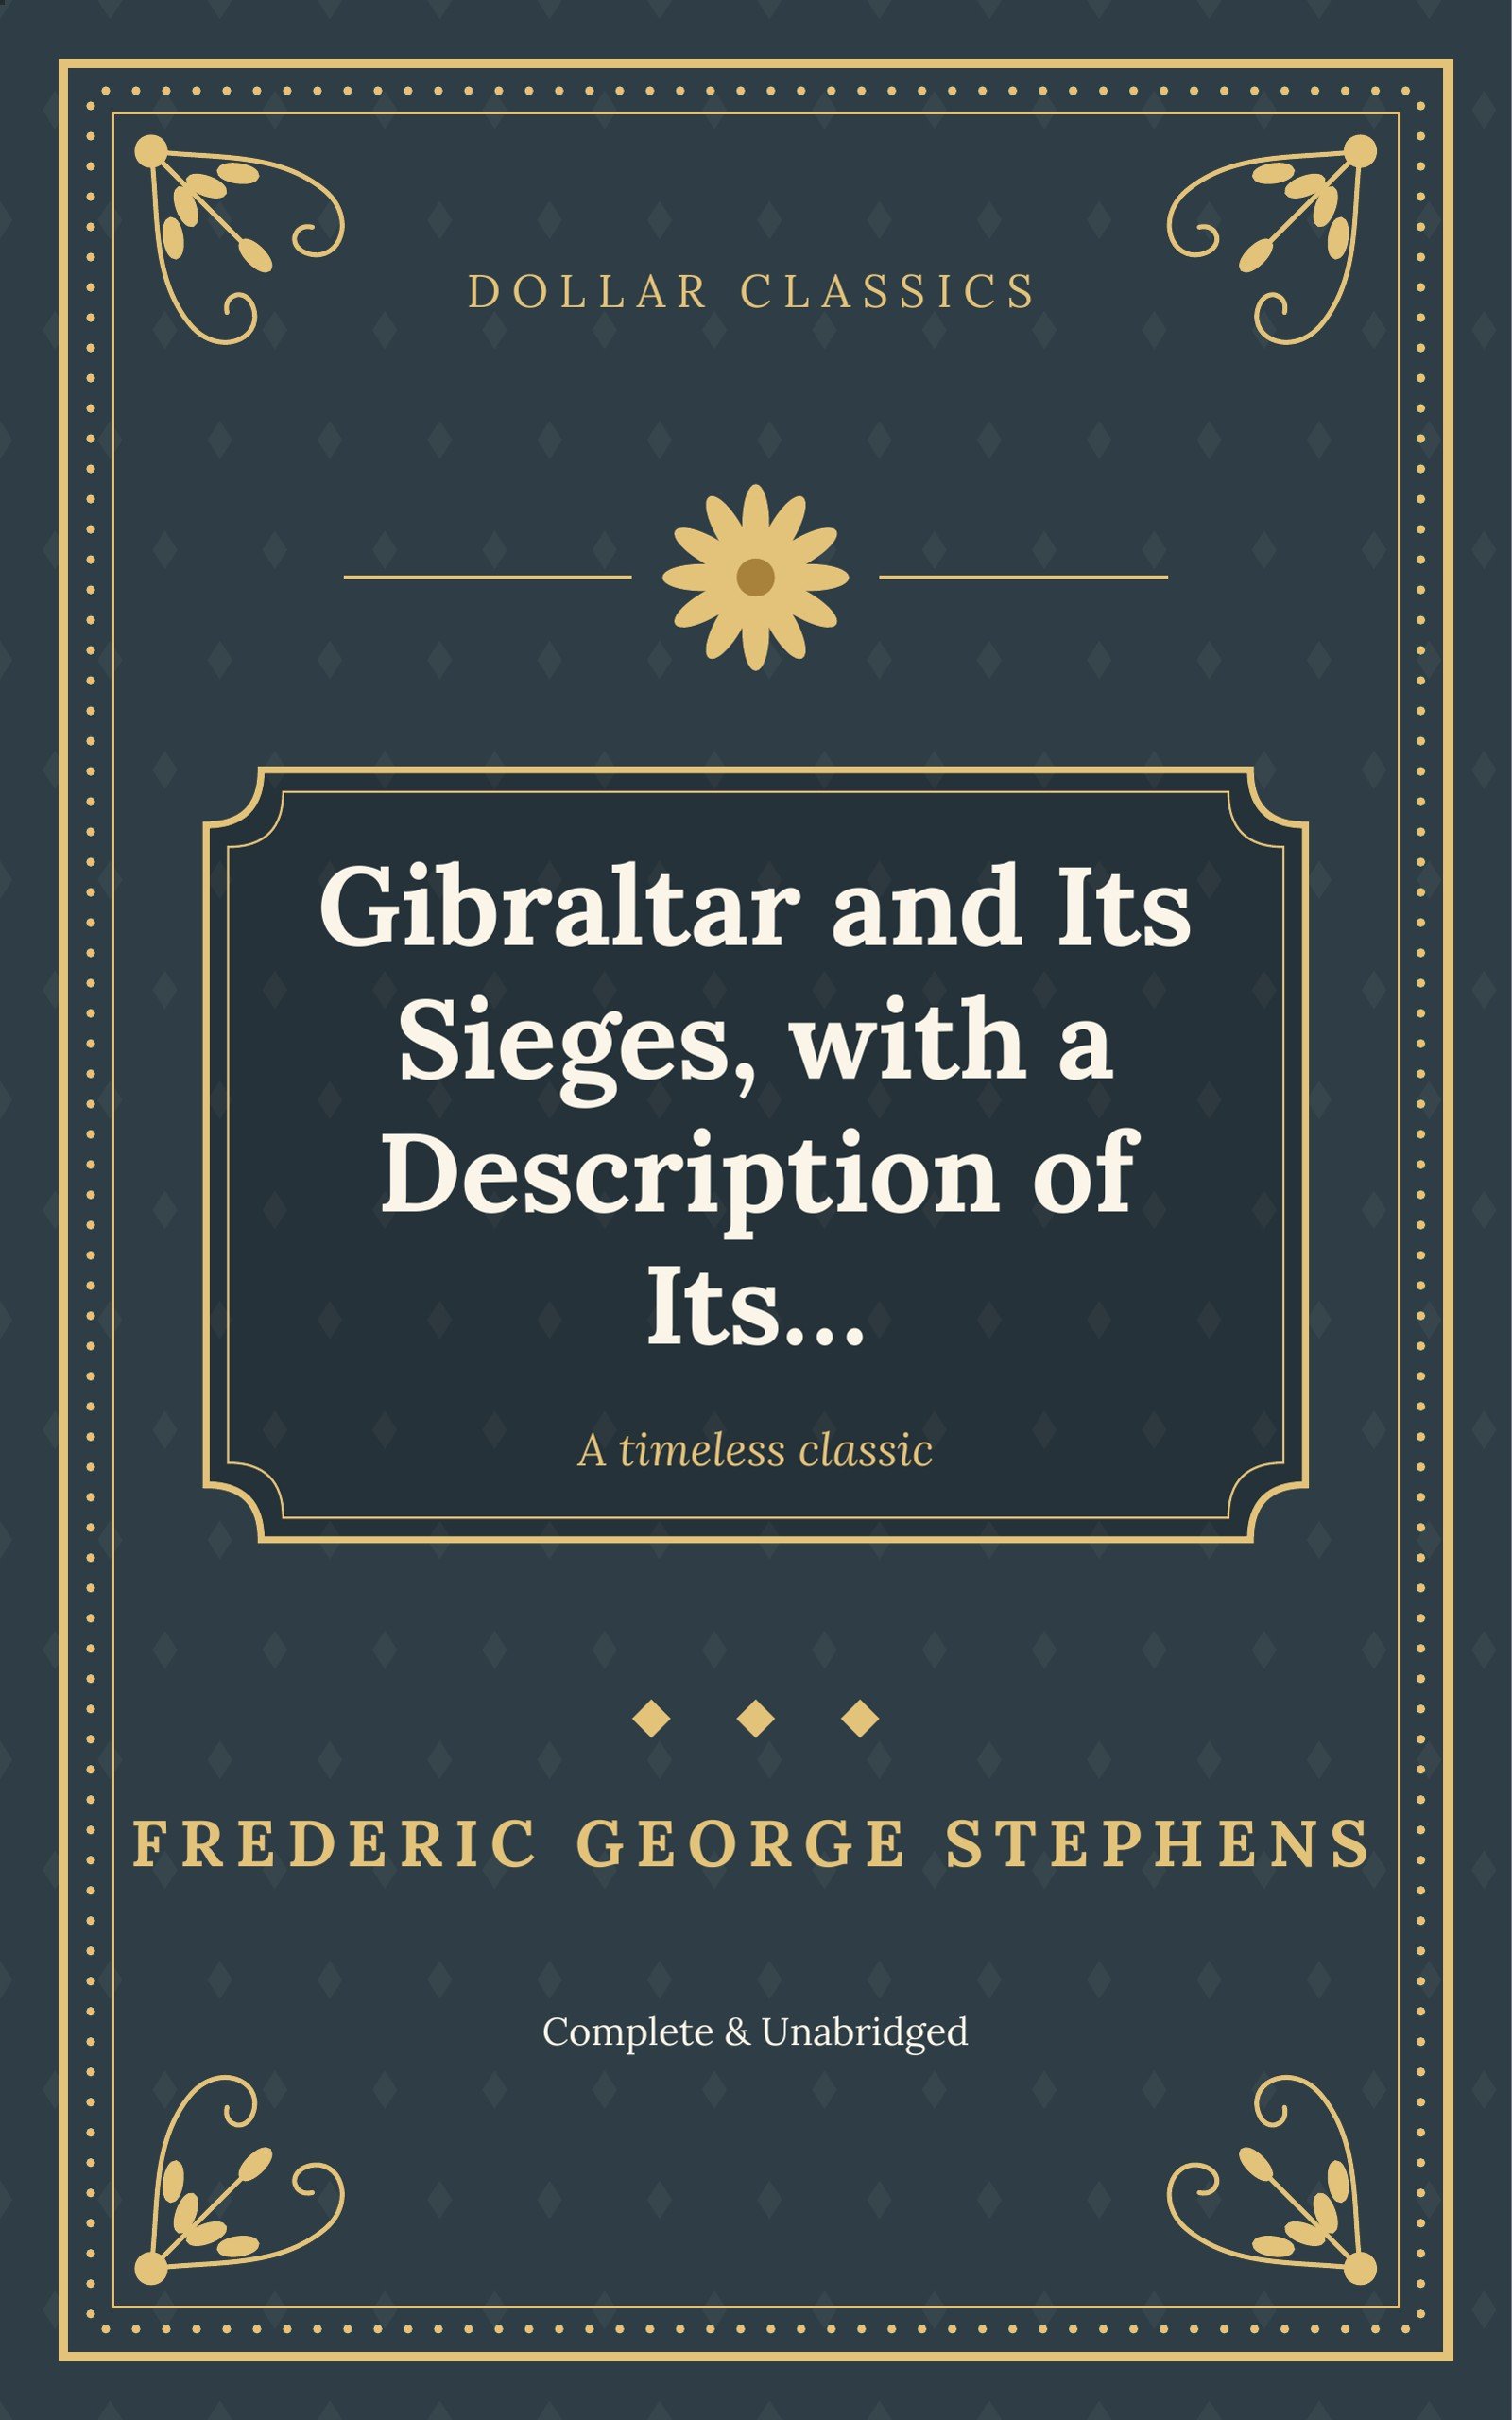 DOLLAR CLASSICS
Gibraltar and Its
Sieges, with a
Description of
Its...
A timeless classic
FREDERIC GEORGE STEPHENS
Complete & Unabridged